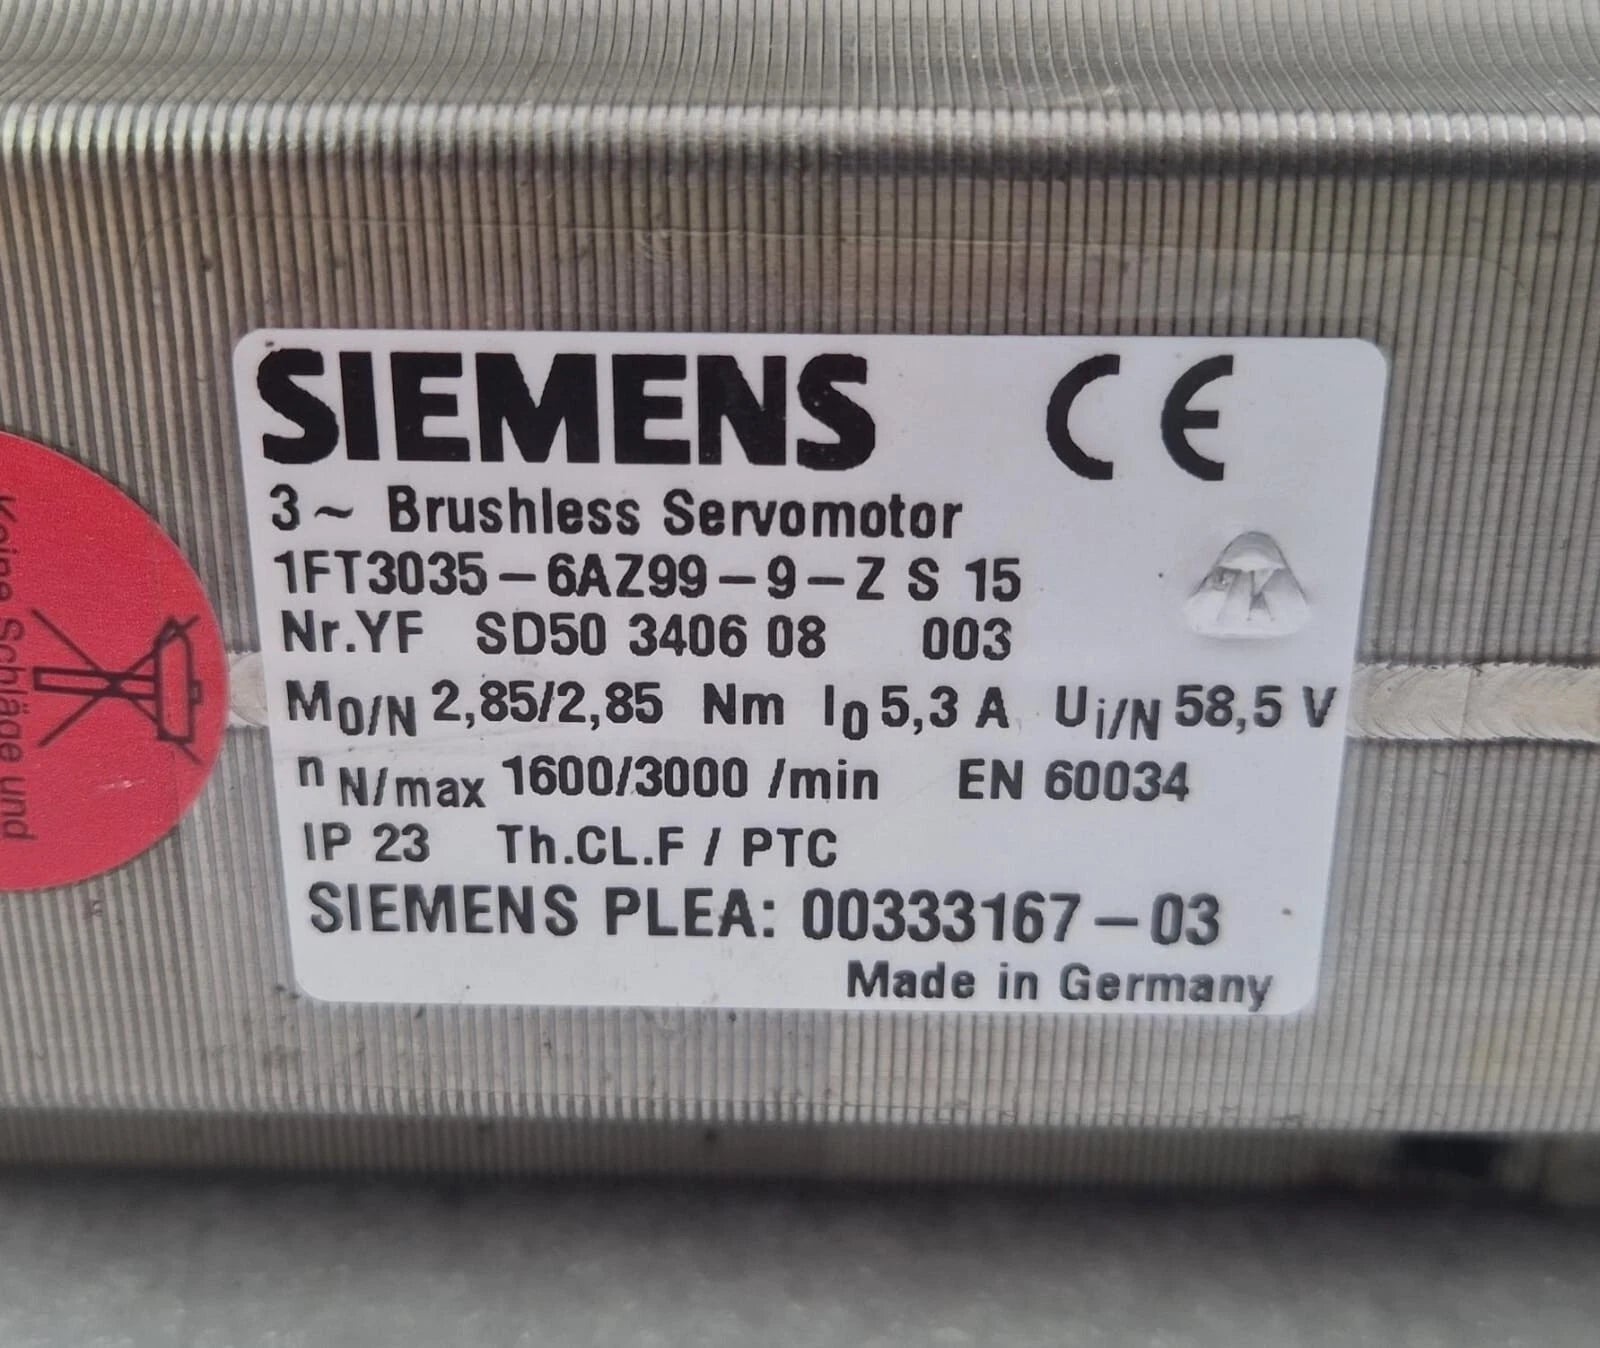 SIEMENS CE
3~ Brushless Servomotor
1FT3035-6AZ99-9-Z S 15
Nr.YF SD50 3406 08 003
M0/N 2,85/2,85 Nm I0 5,3 A Ui/N 58,5 V
nN/max 1600/3000 /min EN 60034
IP 23 Th.CL.F / PTC
SIEMENS PLEA: 00333167-03
Made in Germany
Keine Schläge und